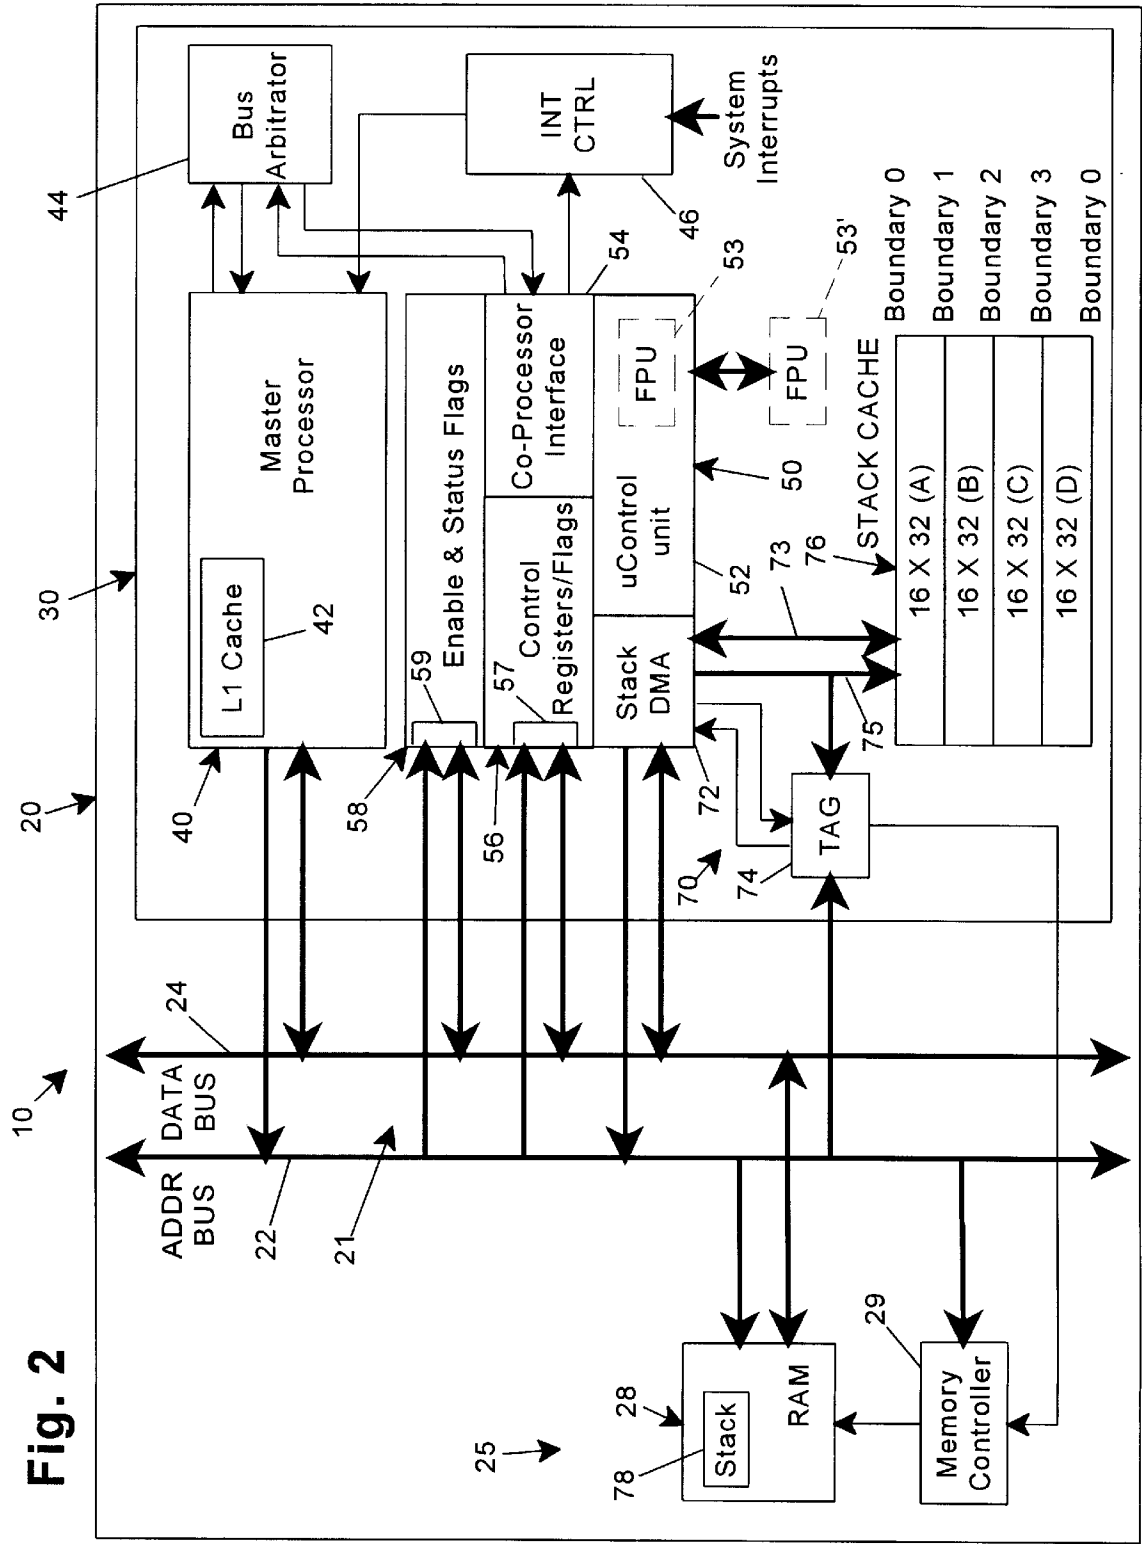 Fig. 2
10
20
30
21
22
24
25
ADDR
BUS
DATA
BUS
40
L1 Cache
42
Master
Processor
44
Bus
Arbitrator
INT
CTRL
46
System
Interrupts
58
59
Enable & Status Flags
56
57
Control
Registers/Flags
Co-Processor
Interface
54
Stack
DMA
72
uControl
unit
52
50
FPU
53
FPU
53'
70
74
TAG
75
73
76
STACK CACHE
16 X 32 (A)
16 X 32 (B)
16 X 32 (C)
16 X 32 (D)
Boundary 0
Boundary 1
Boundary 2
Boundary 3
Boundary 0
28
78
Stack
RAM
29
Memory
Controller